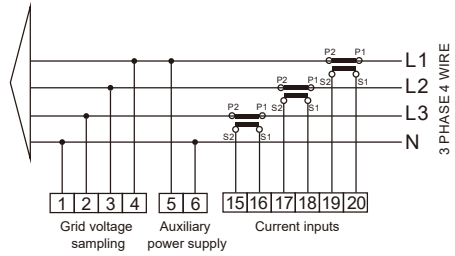 P2 P1
L1
S2 S1
P2 P1
L2
S2 S1
P2 P1
L3
S2 S1
N
3 PHASE 4 WIRE
1 2 3 4 5 6 15 16 17 18 19 20
Grid voltage sampling
Auxiliary power supply
Current inputs